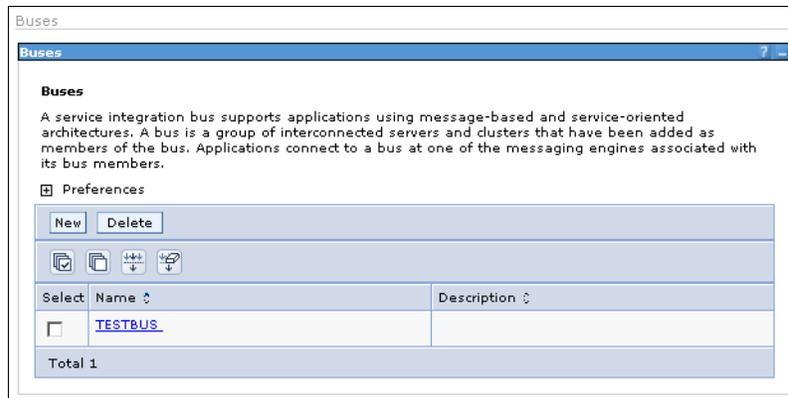 Buses
Buses ? _
Buses
A service integration bus supports applications using message-based and service-oriented
architectures. A bus is a group of interconnected servers and clusters that have been added as
members of the bus. Applications connect to a bus at one of the messaging engines associated with
its bus members.
Preferences
New Delete
Select Name Description
TESTBUS
Total 1